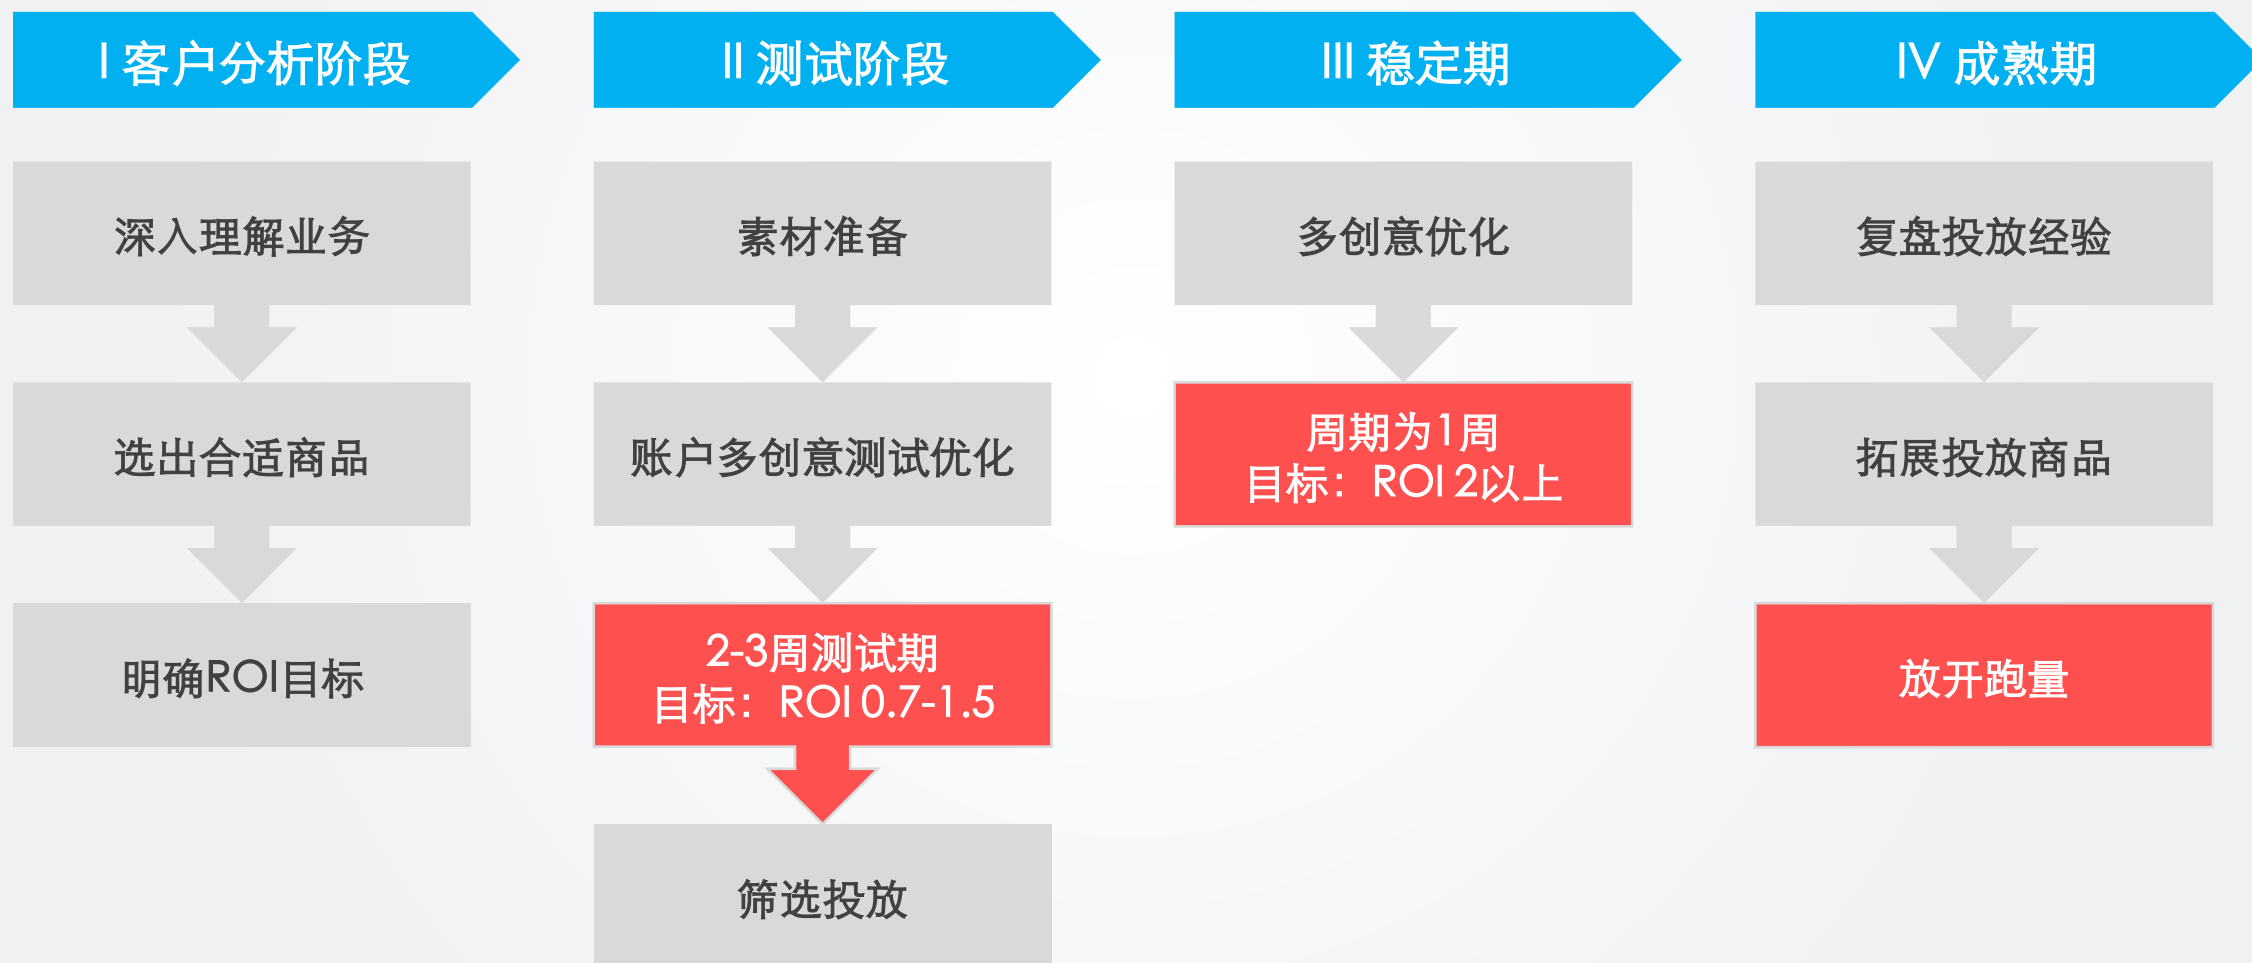 I 客户分析阶段
深入理解业务
选出合适商品
明确ROI目标
II 测试阶段
素材准备
账户多创意测试优化
2-3周测试期
目标：ROI 0.7-1.5
筛选投放
III 稳定期
多创意优化
周期为1周
目标：ROI 2以上
IV 成熟期
复盘投放经验
拓展投放商品
放开跑量